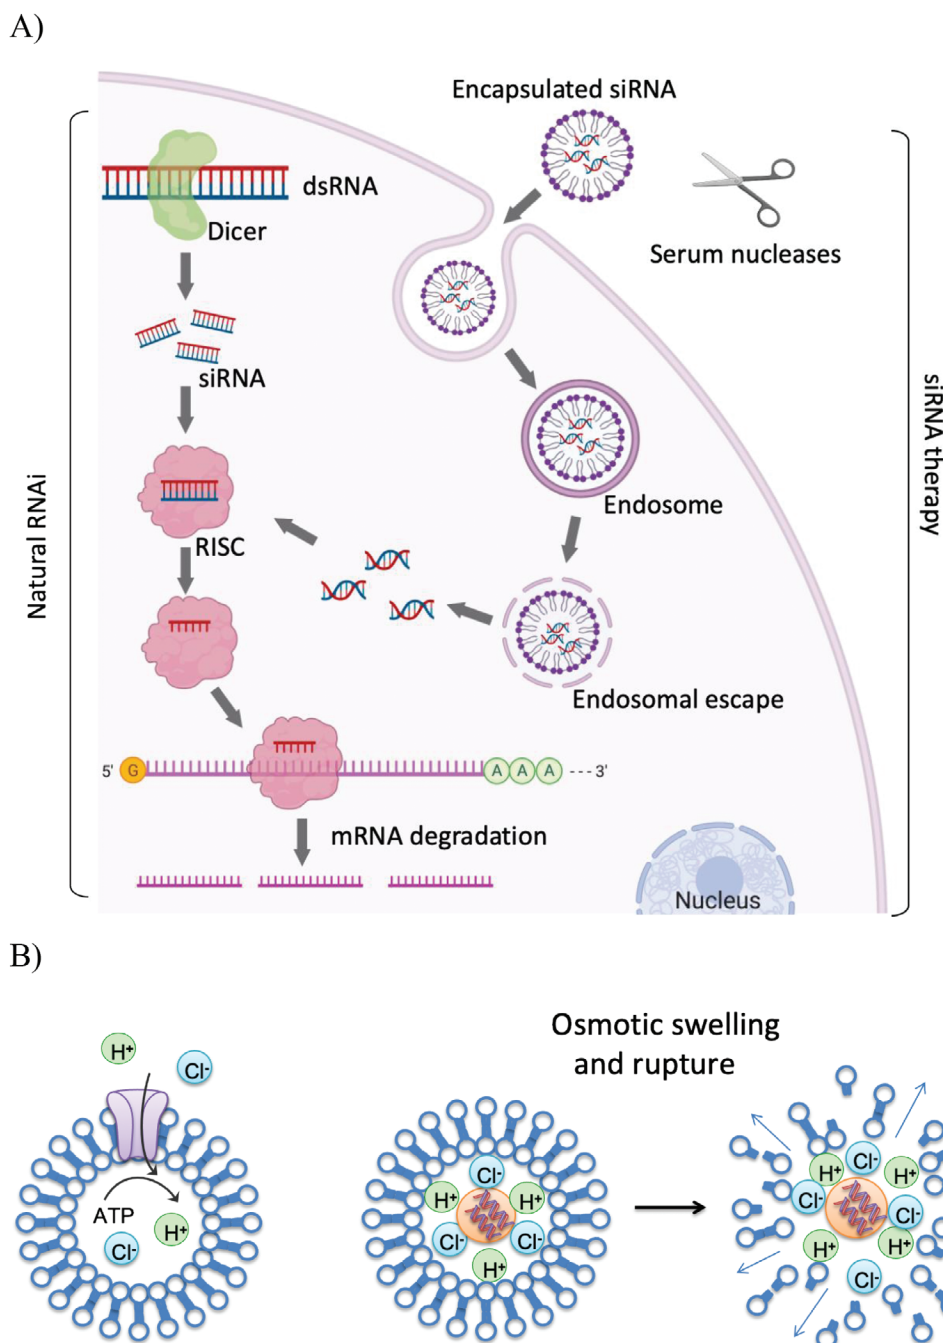 A)
Encapsulated siRNA
dsRNA
Dicer
Serum nucleases
siRNA
Natural RNAi
siRNA therapy
Endosome
RISC
Endosomal escape
5' G A A A ---3'
mRNA degradation
Nucleus
B)
Osmotic swelling
and rupture
H+
Cl-
ATP
H+
Cl-
Cl-
H+
H+
Cl-
Cl-
H+
Cl-
H+
H+
Cl-
Cl-
H+
H+
Cl-